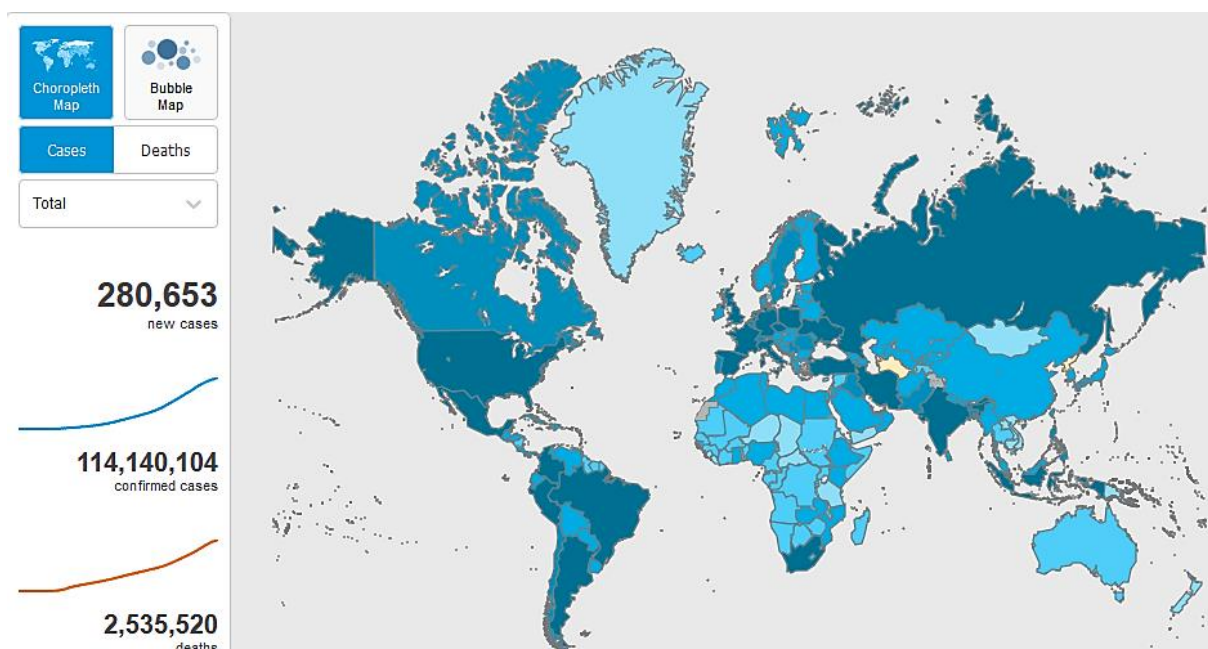 Choropleth
Map
Bubble
Map
Cases
Deaths
Total
280,653
new cases
114,140,104
confirmed cases
2,535,520
deaths